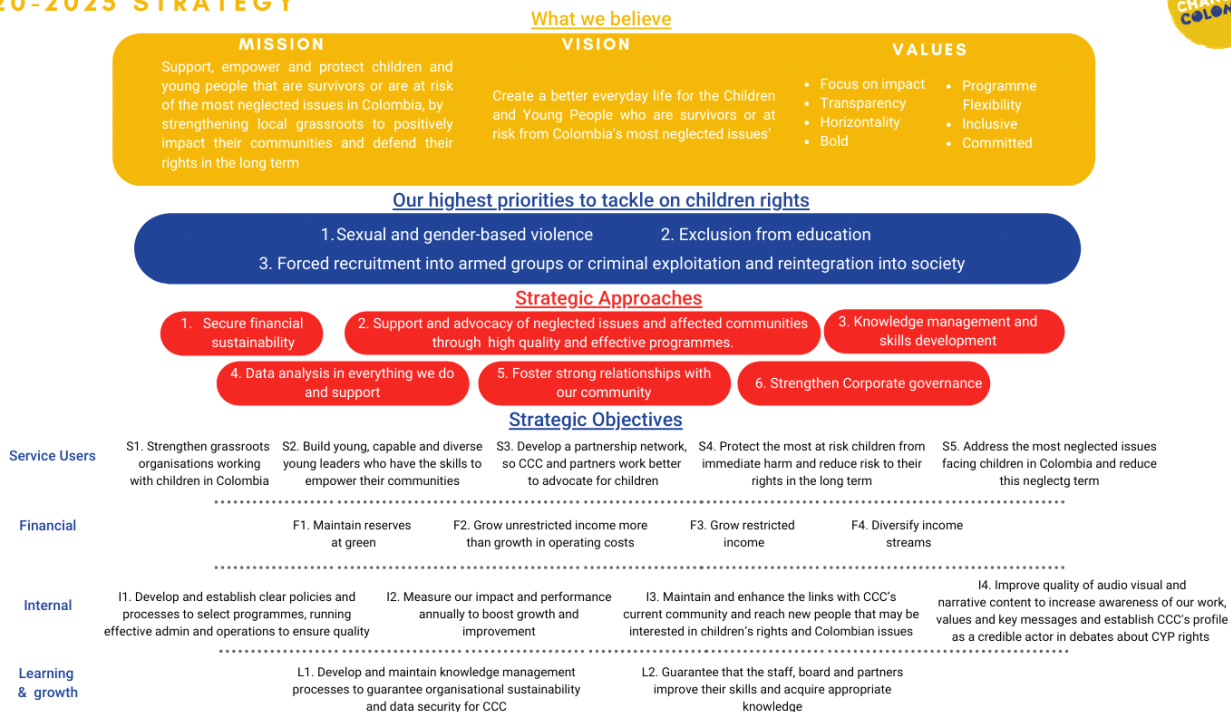 20-2025 STRATEGY
COLOM
What we believe
MISSION
Support, empower and protect children and
young people that are survivors or are at risk
of the most neglected issues in Colombia, by
strengthening local grassroots to positively
impact their communities and defend their
rights in the long term
VISION
Create a better everyday life for the Children
and Young People who are survivors or at
risk from Colombia's most neglected issues'
VALUES
• Focus on impact
• Transparency
• Horizontality
• Bold
• Programme
Flexibility
• Inclusive
• Committed
Our highest priorities to tackle on children rights
1. Sexual and gender-based violence
2. Exclusion from education
3. Forced recruitment into armed groups or criminal exploitation and reintegration into society
Strategic Approaches
1. Secure financial
sustainability
2. Support and advocacy of neglected issues and affected communities
through high quality and effective programmes.
3. Knowledge management and
skills development
4. Data analysis in everything we do
and support
5. Foster strong relationships with
our community
6. Strengthen Corporate governance
Strategic Objectives
Service Users
S1. Strengthen grassroots
organisations working
with children in Colombia
S2. Build young, capable and diverse
young leaders who have the skills to
empower their communities
S3. Develop a partnership network,
so CCC and partners work better
to advocate for children
S4. Protect the most at risk children from
immediate harm and reduce risk to their
rights in the long term
S5. Address the most neglected issues
facing children in Colombia and reduce
this neglectg term
Financial
F1. Maintain reserves
at green
F2. Grow unrestricted income more
than growth in operating costs
F3. Grow restricted
income
F4. Diversify income
streams
Internal
I1. Develop and establish clear policies and
processes to select programmes, running
effective admin and operations to ensure quality
I2. Measure our impact and performance
annually to boost growth and
improvement
I3. Maintain and enhance the links with CCC's
current community and reach new people that may be
interested in children's rights and Colombian issues
I4. Improve quality of audio visual and
narrative content to increase awareness of our work,
values and key messages and establish CCC's profile
as a credible actor in debates about CYP rights
Learning
& growth
L1. Develop and maintain knowledge management
processes to guarantee organisational sustainability
and data security for CCC
L2. Guarantee that the staff, board and partners
improve their skills and acquire appropriate
knowledge